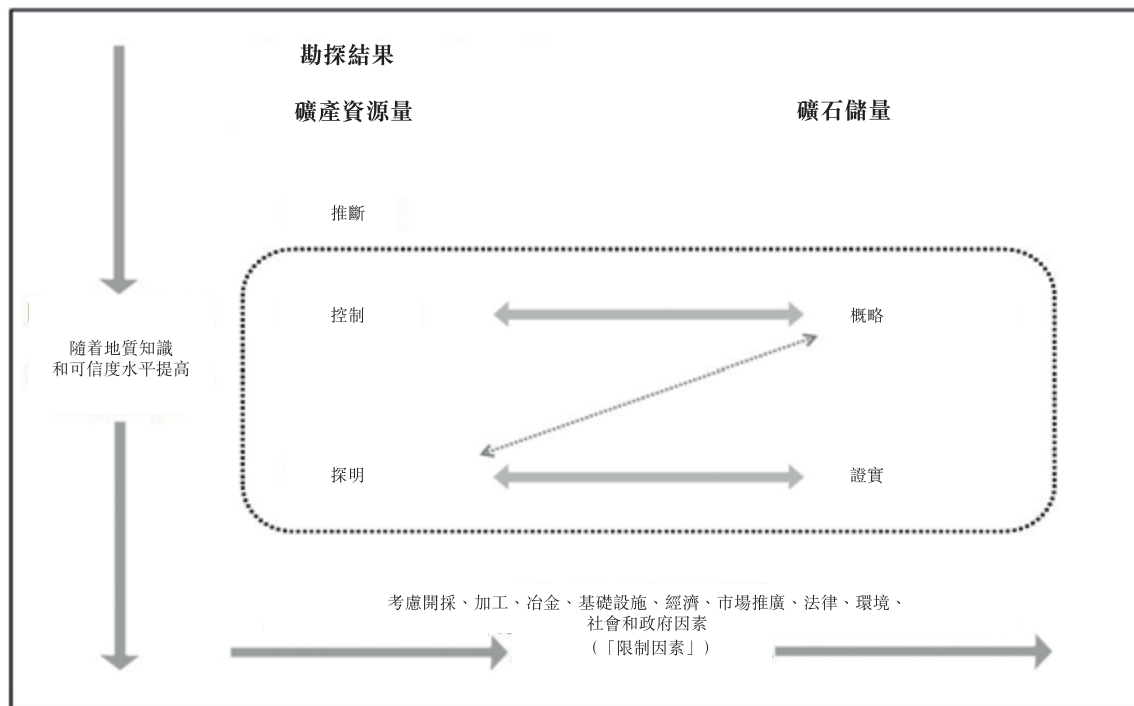 勘探結果
礦產資源量
礦石儲量
推斷
控制
概略
隨着地質知識
和可信度水平提高
探明
證實
考慮開採、加工、冶金、基礎設施、經濟、市場推廣、法律、環境、
社會和政府因素
(「限制因素」)